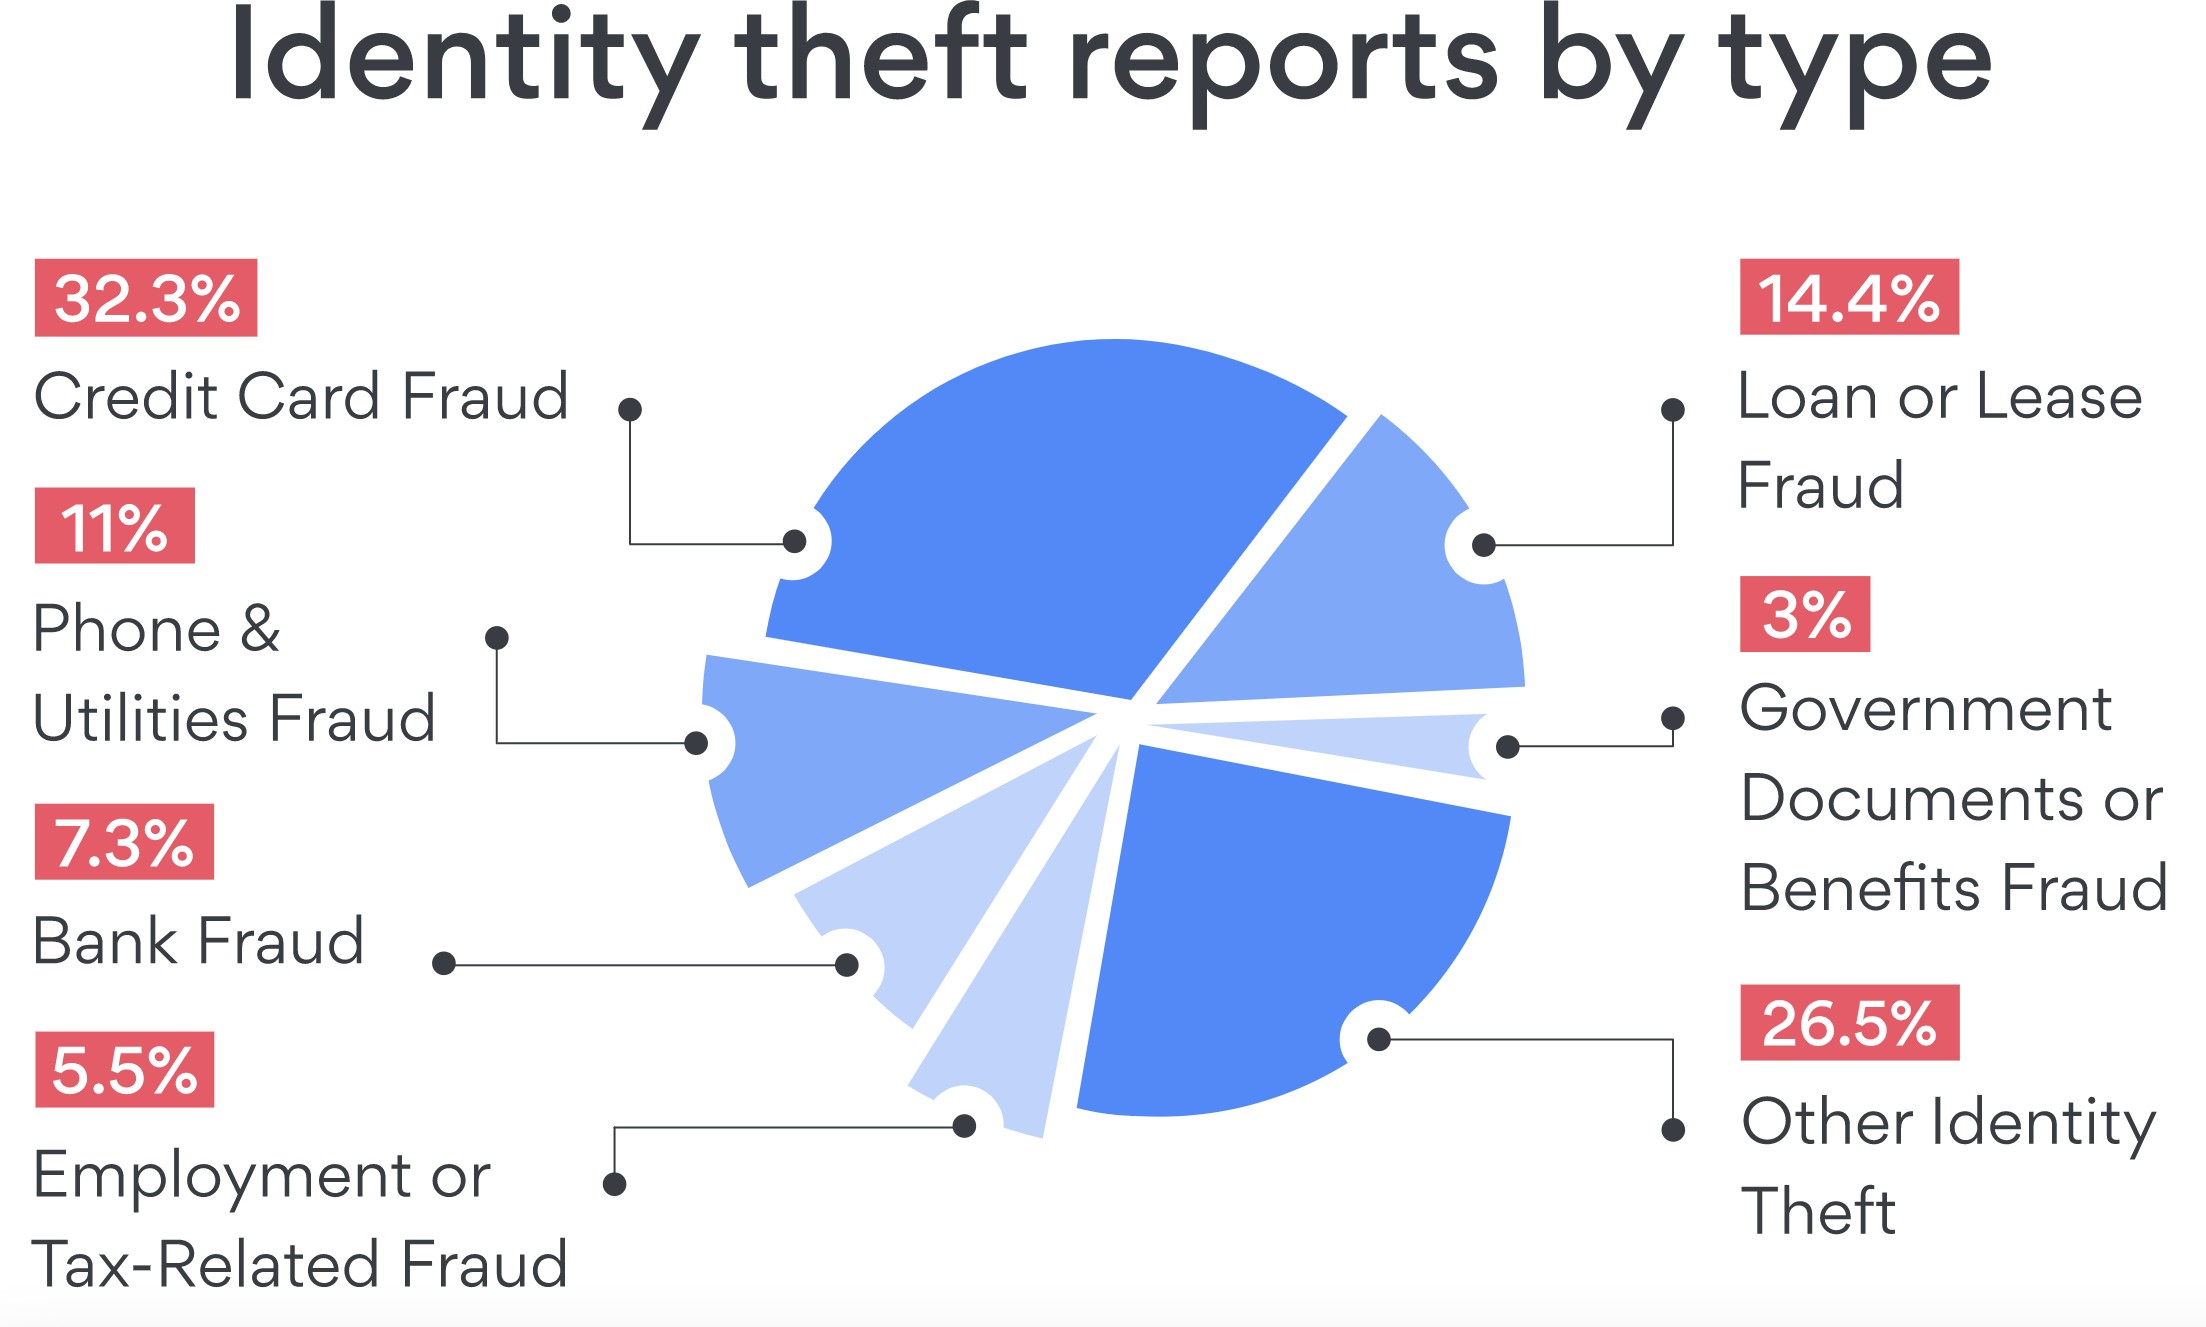 Identity theft reports by type
32.3%
Credit Card Fraud
11%
Phone &
Utilities Fraud
7.3%
Bank Fraud
5.5%
Employment or
Tax-Related Fraud
14.4%
Loan or Lease
Fraud
3%
Government
Documents or
Benefits Fraud
26.5%
Other Identity
Theft